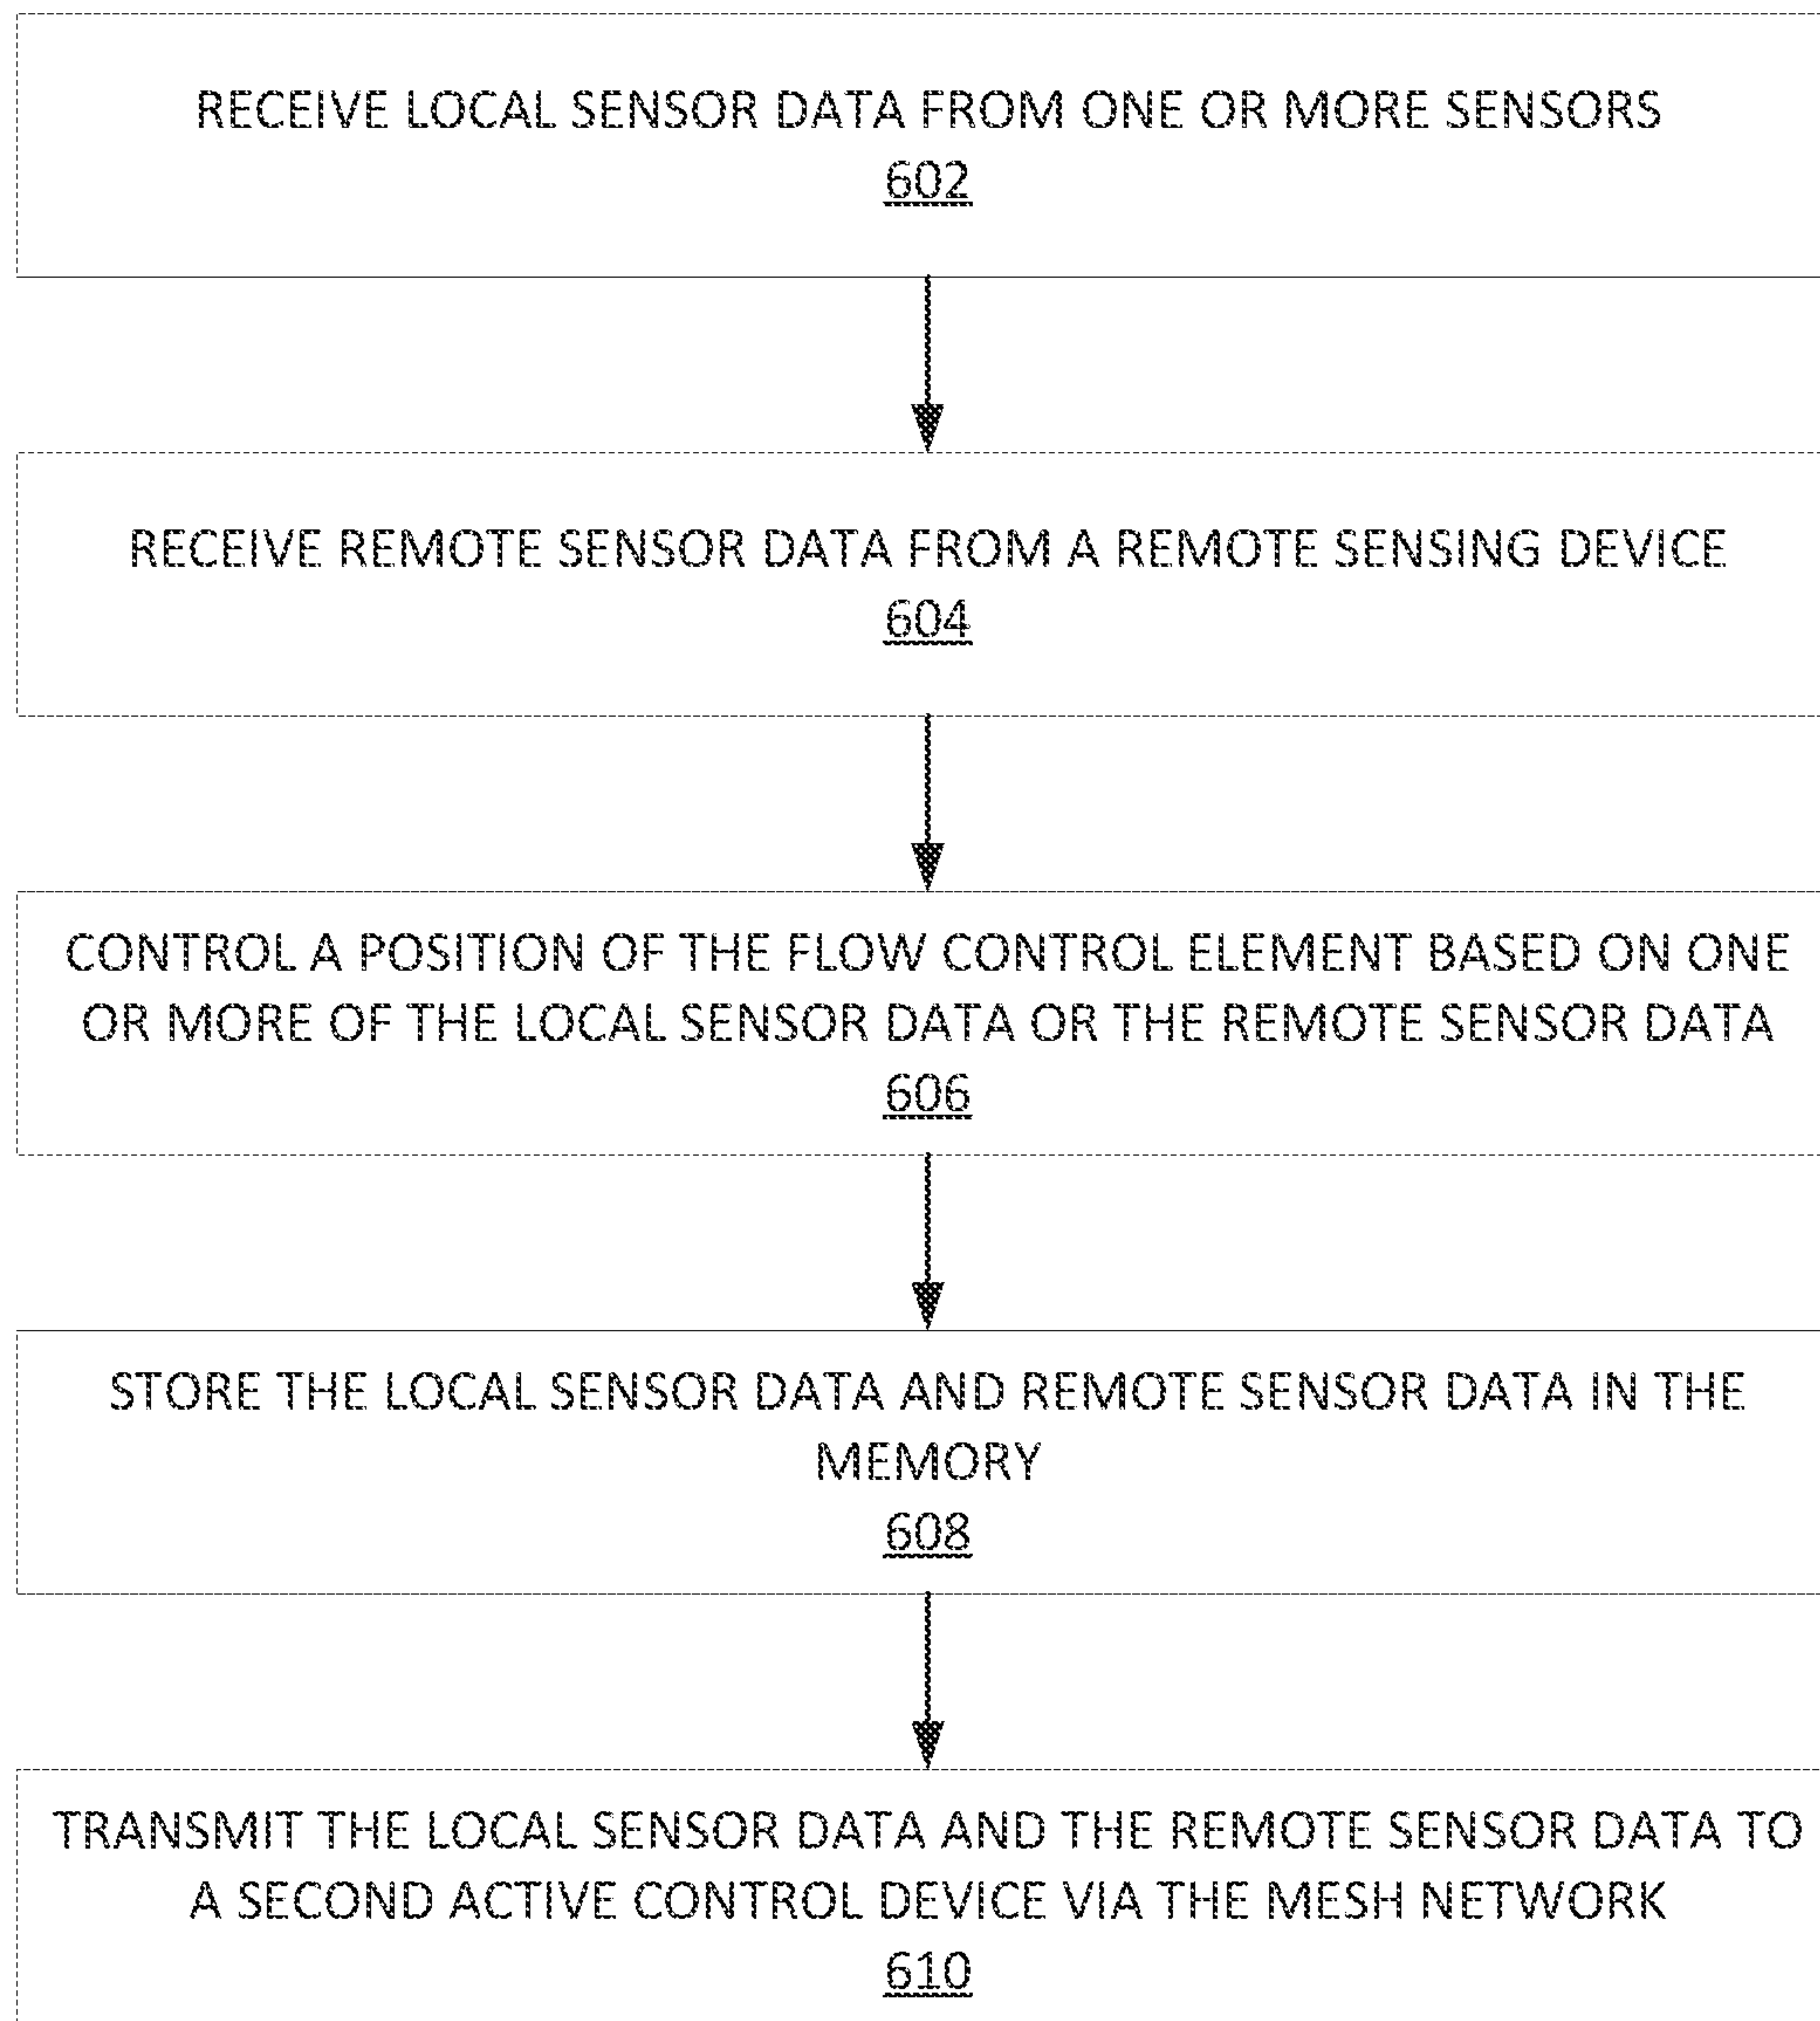 RECEIVE LOCAL SENSOR DATA FROM ONE OR MORE SENSORS
602
RECEIVE REMOTE SENSOR DATA FROM A REMOTE SENSING DEVICE
604
CONTROL A POSITION OF THE FLOW CONTROL ELEMENT BASED ON ONE
OR MORE OF THE LOCAL SENSOR DATA OR THE REMOTE SENSOR DATA
606
STORE THE LOCAL SENSOR DATA AND REMOTE SENSOR DATA IN THE
MEMORY
608
TRANSMIT THE LOCAL SENSOR DATA AND THE REMOTE SENSOR DATA TO
A SECOND ACTIVE CONTROL DEVICE VIA THE MESH NETWORK
610